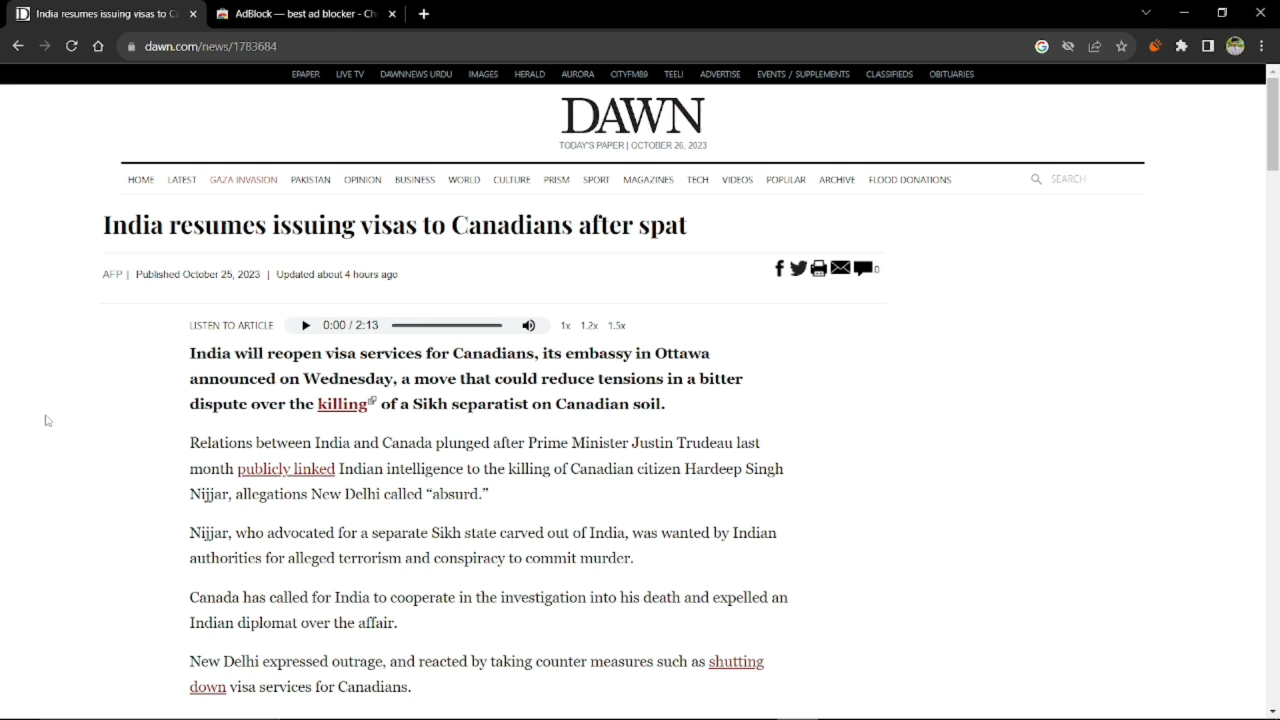 India resumes issuing visas to Ca
AdBlock — best ad blocker - Ch
dawn.com/news/1783684
EPAPER LIVE TV DAWNNEWS URDU IMAGES HERALD AURORA CITYFM89 TEELI ADVERTISE EVENTS / SUPPLEMENTS CLASSIFIEDS OBITUARIES
DAWN
TODAY'S PAPER | OCTOBER 26, 2023
HOME LATEST GAZA INVASION PAKISTAN OPINION BUSINESS WORLD CULTURE PRISM SPORT MAGAZINES TECH VIDEOS POPULAR ARCHIVE FLOOD DONATIONS SEARCH
India resumes issuing visas to Canadians after spat
AFP | Published October 25, 2023 | Updated about 4 hours ago
0
LISTEN TO ARTICLE 0:00 / 2:13 1x 1.2x 1.5x
India will reopen visa services for Canadians, its embassy in Ottawa
announced on Wednesday, a move that could reduce tensions in a bitter
dispute over the killing of a Sikh separatist on Canadian soil.
Relations between India and Canada plunged after Prime Minister Justin Trudeau last
month publicly linked Indian intelligence to the killing of Canadian citizen Hardeep Singh
Nijjar, allegations New Delhi called “absurd.”
Nijjar, who advocated for a separate Sikh state carved out of India, was wanted by Indian
authorities for alleged terrorism and conspiracy to commit murder.
Canada has called for India to cooperate in the investigation into his death and expelled an
Indian diplomat over the affair.
New Delhi expressed outrage, and reacted by taking counter measures such as shutting
down visa services for Canadians.